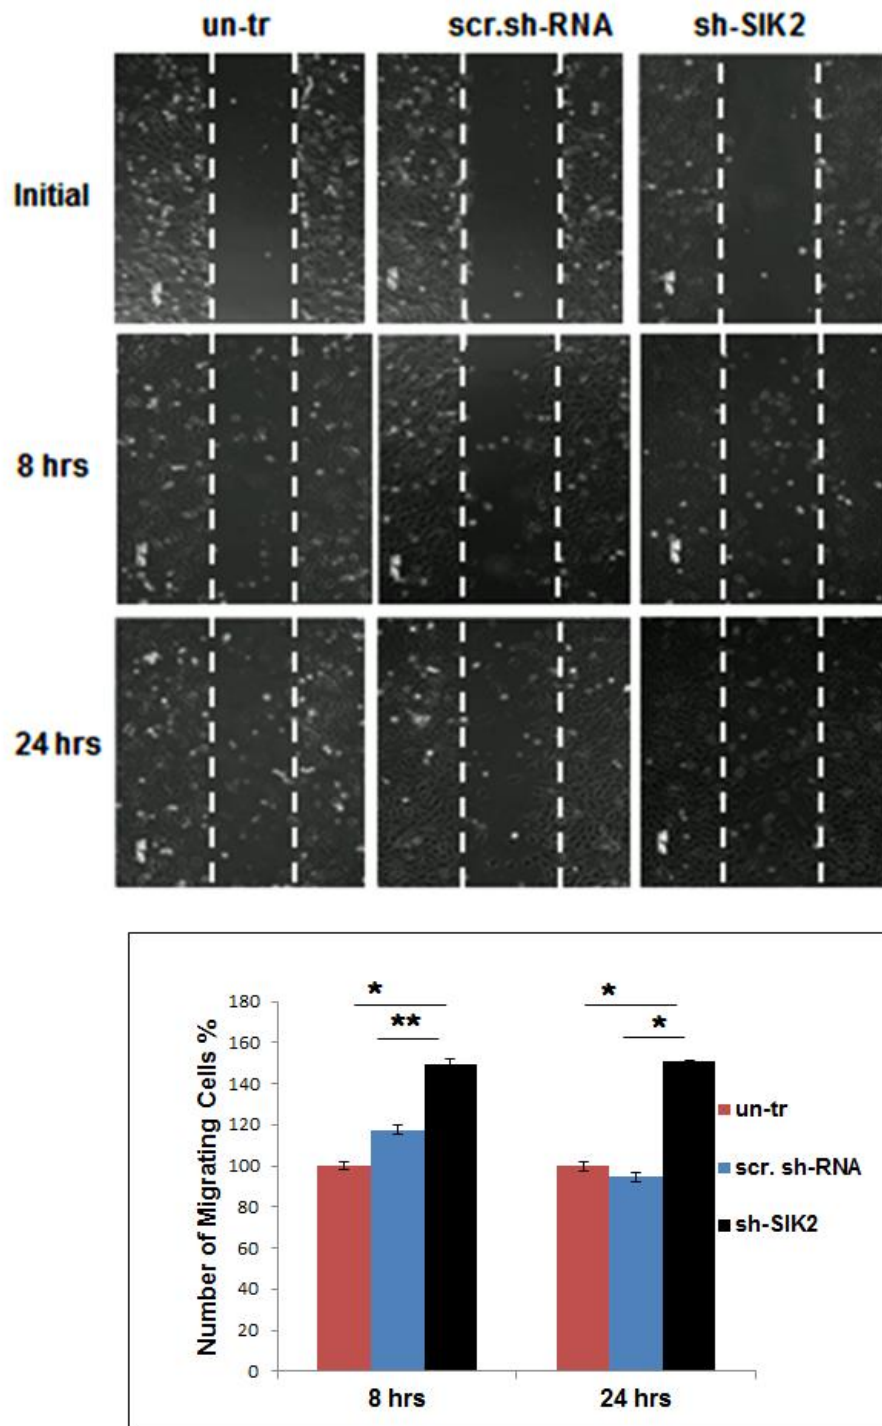 un-tr scr.sh-RNA sh-SIK2
Initial
8 hrs
24 hrs
Number of Migrating Cells %
180
160
140
120
100
80
60
40
20
0
* ** * *
un-tr
scr. sh-RNA
sh-SIK2
8 hrs 24 hrs